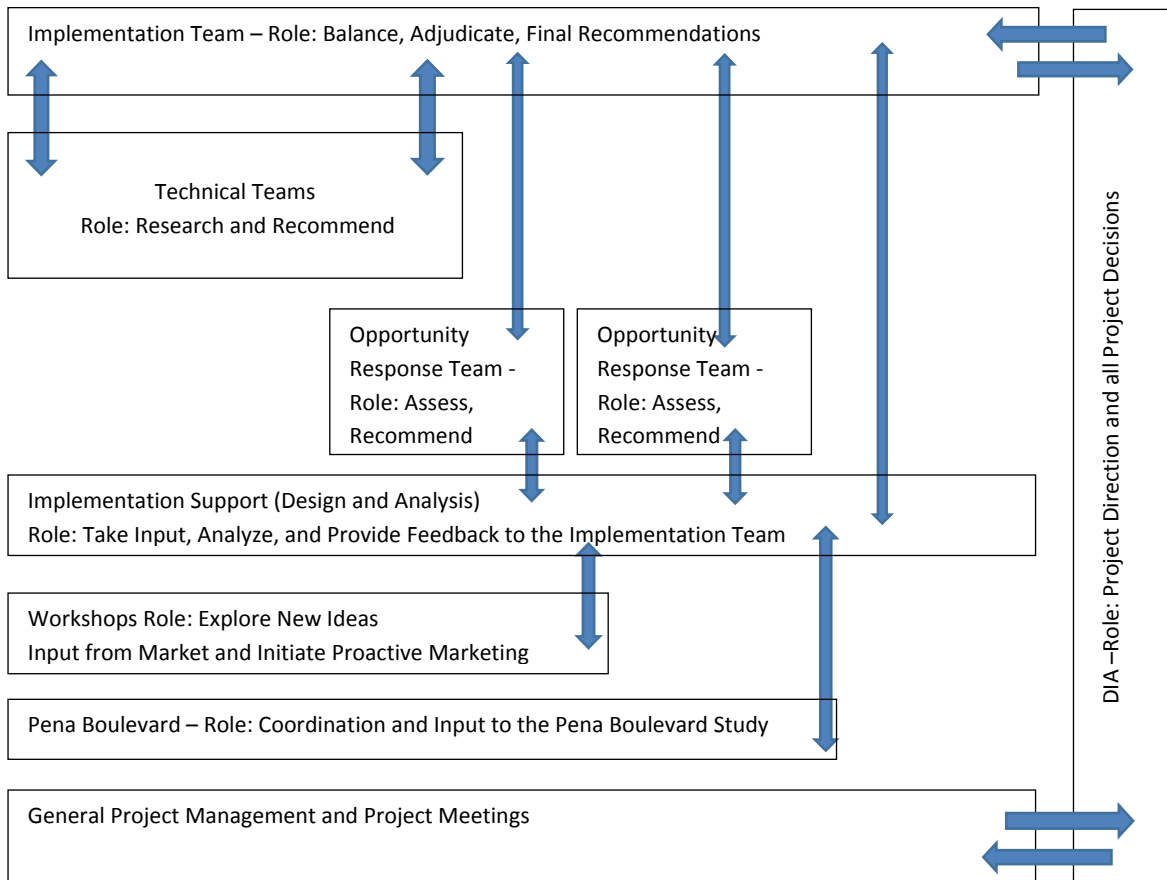 Implementation Team – Role: Balance, Adjudicate, Final Recommendations
Technical Teams
Role: Research and Recommend
Opportunity
Response Team -
Role: Assess,
Recommend
Opportunity
Response Team -
Role: Assess,
Recommend
Implementation Support (Design and Analysis)
Role: Take Input, Analyze, and Provide Feedback to the Implementation Team
Workshops Role: Explore New Ideas
Input from Market and Initiate Proactive Marketing
Pena Boulevard – Role: Coordination and Input to the Pena Boulevard Study
General Project Management and Project Meetings
DIA –Role: Project Direction and all Project Decisions